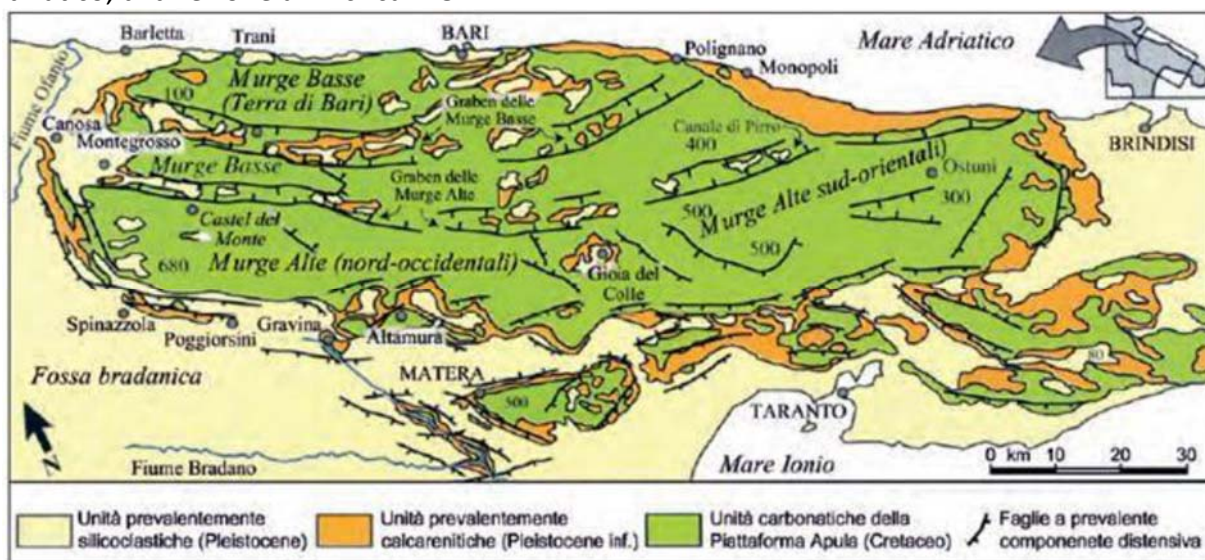 Barletta
Trani
BARI
Polignano
Monopoli
Mare Adriatico
Fiume Ofanto
Canosa
Montegrosso
100
Murge Basse
(Terra di Bari)
Graben delle
Murge Basse
Canale di Pirro
400
BRINDISI
Murge Basse
Graben delle
Murge Alte
Ostuni
300
Castel del
Monte
500
Murge Alte sud-orientali)
500
680
Murge Alte (nord-occidentali)
Gioia del
Colle
Spinazzola
Poggiorsini
Gravina
Altamura
Fossa bradanica
MATERA
500
80
TARANTO
Fiume Bradano
Mare Ionio
0 km 10 20 30
N
Unità prevalentemente
silicoclastiche (Pleistocene)
Unità prevalentemente
calcarenitiche (Pleistocene inf.)
Unità carbonatiche della
Piattaforma Apula (Cretaceo)
Faglie a prevalente
componenete distensiva